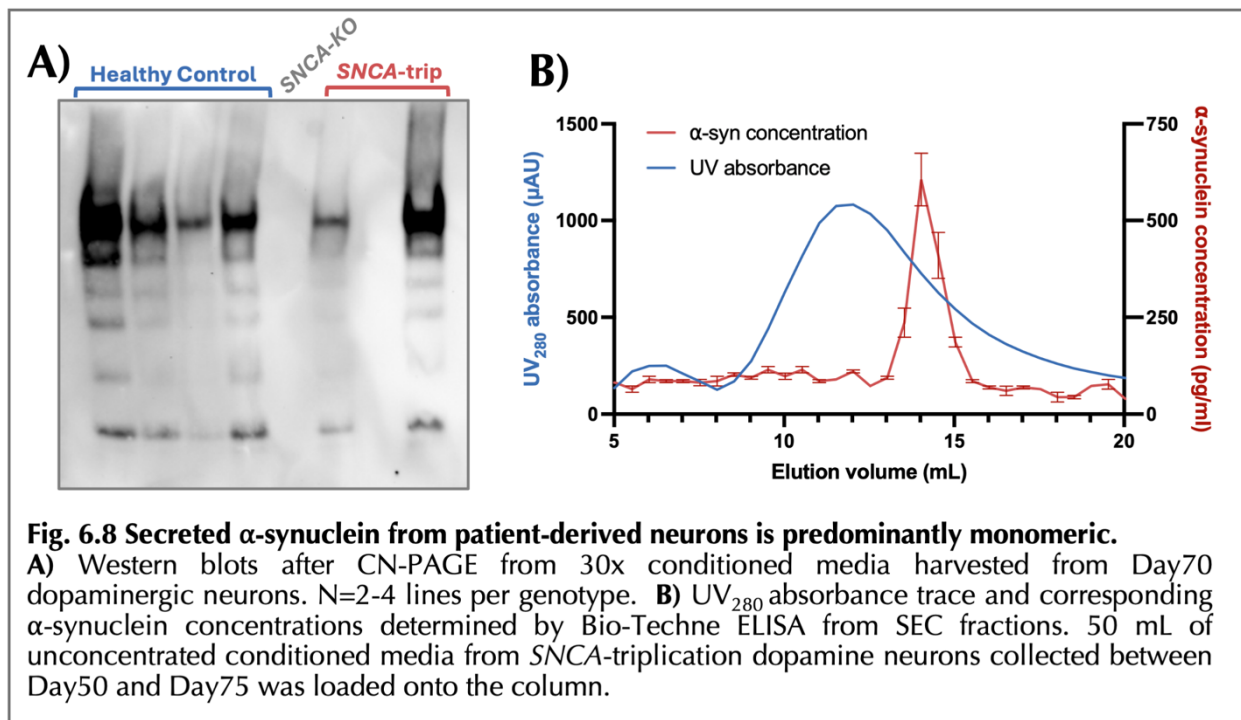 A)
Healthy Control
SNCA-KO
SNCA-trip
B)
1500
1000
500
0
UV280 absorbance (µAU)
α-syn concentration
UV absorbance
750
500
250
0
α-synuclein concentration (pg/ml)
5
10
15
20
Elution volume (mL)
Fig. 6.8 Secreted α-synuclein from patient-derived neurons is predominantly monomeric.
A) Western blots after CN-PAGE from 30x conditioned media harvested from Day70
dopaminergic neurons. N=2-4 lines per genotype. B) UV280 absorbance trace and corresponding
α-synuclein concentrations determined by Bio-Techne ELISA from SEC fractions. 50 mL of
unconcentrated conditioned media from SNCA-triplication dopamine neurons collected between
Day50 and Day75 was loaded onto the column.